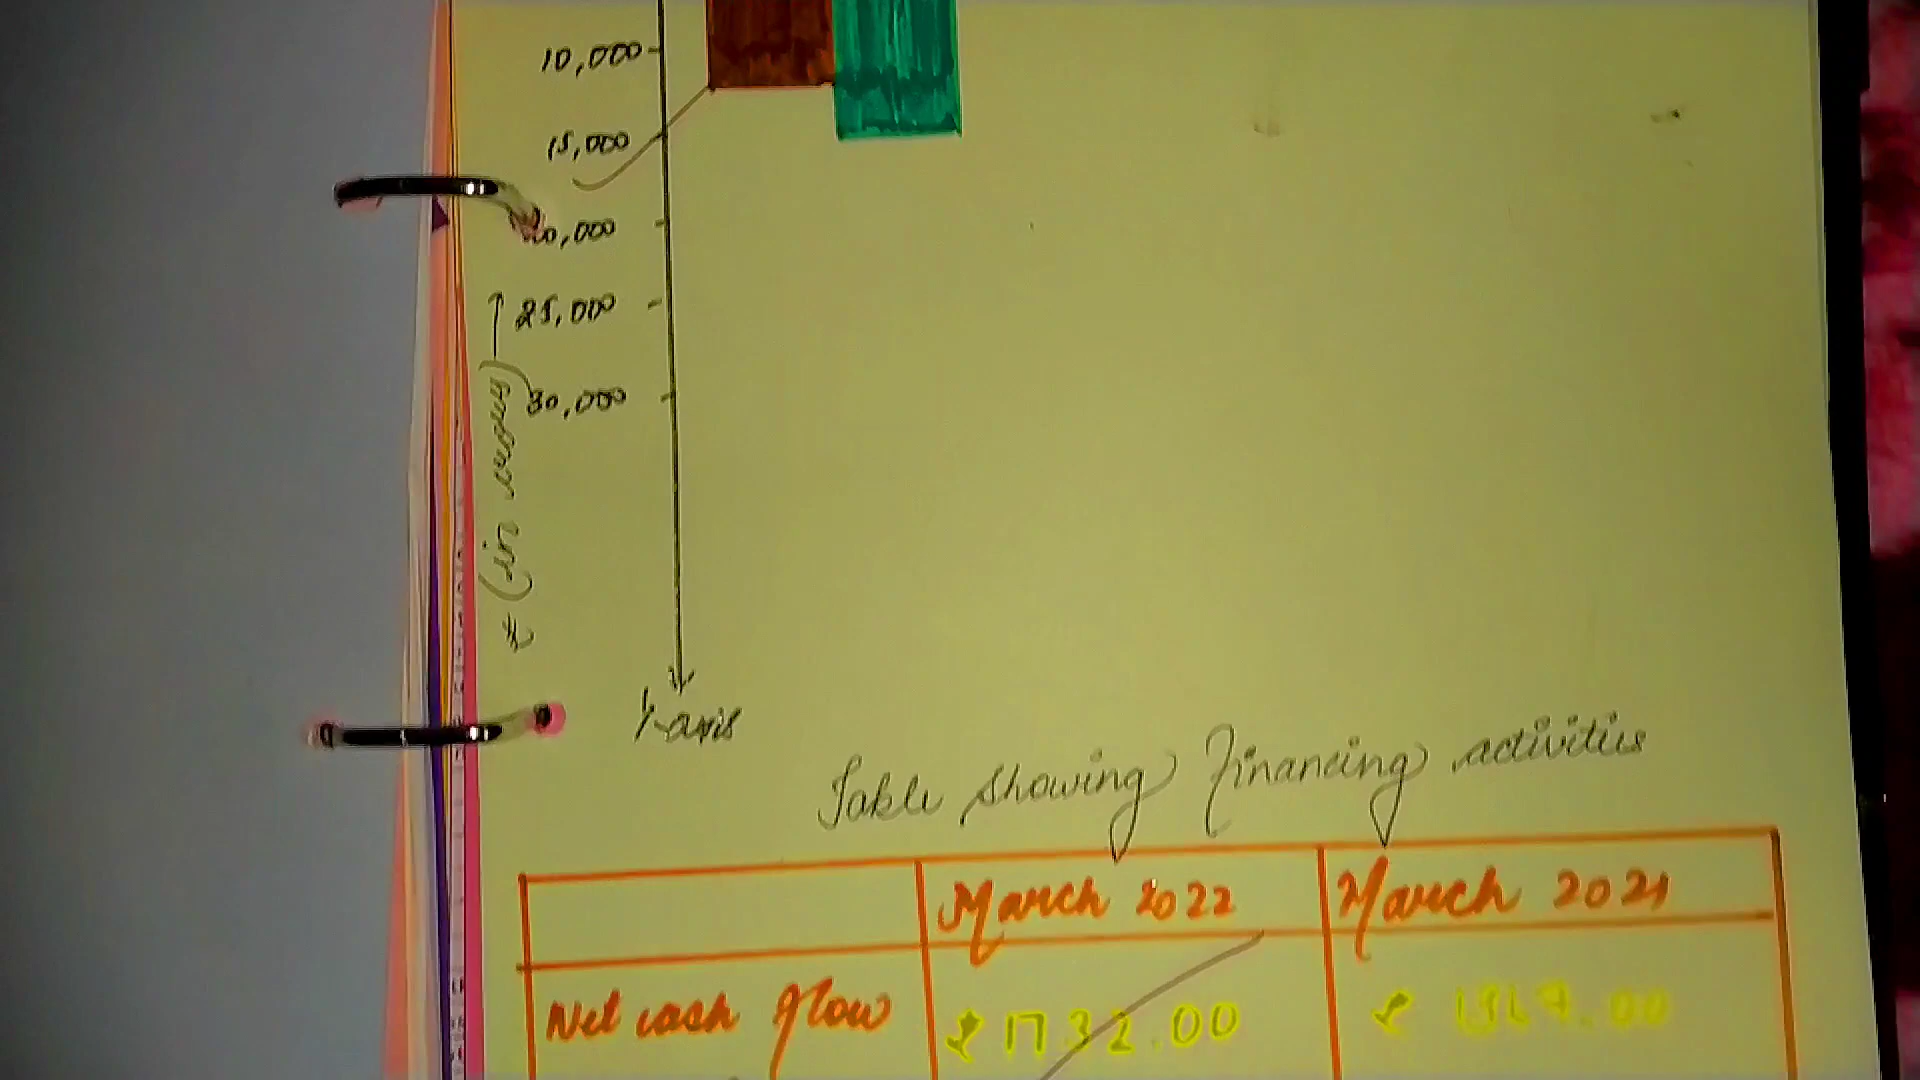 10,000
15,000
25,000
30,000
₹ (in crores) →
Y-axis
Table showing Financing activities
March 2022 March 2021
Net cash flow ₹ 1732.00 ₹